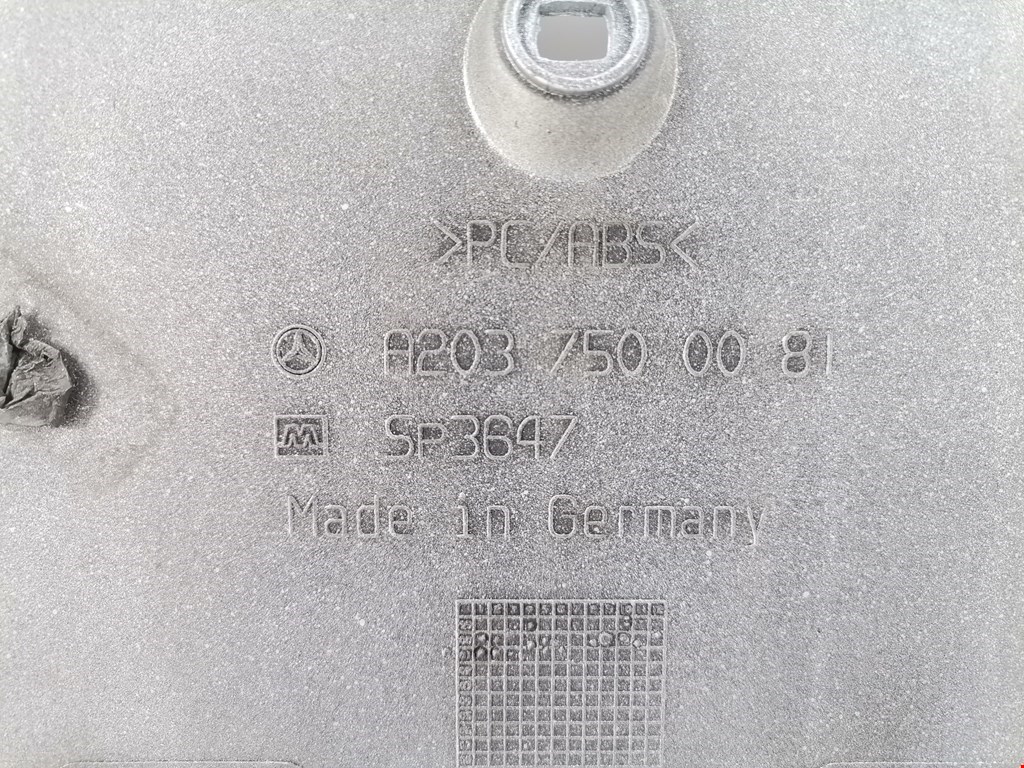 >PC/ABS<
A203 750 00 81
SP3647
Made in Germany